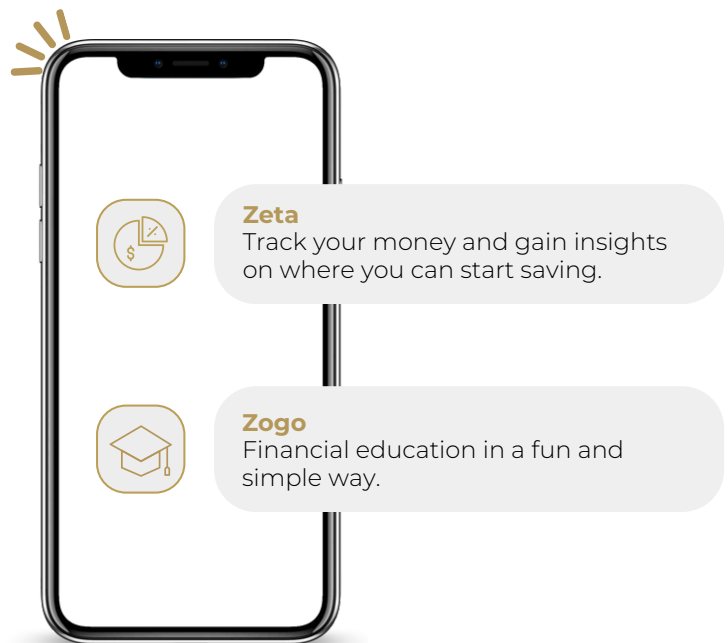 Zeta
Track your money and gain insights
on where you can start saving.
Zogo
Financial education in a fun and
simple way.